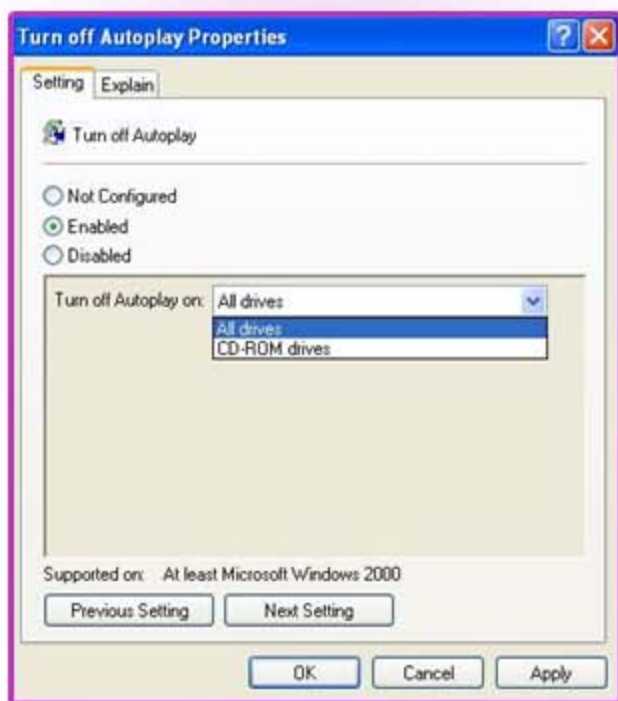 Turn off Autoplay Properties
Setting Explain
Turn off Autoplay
Not Configured
Enabled
Disabled
Turn off Autoplay on: All drives
All drives
CD-ROM drives
Supported on: At least Microsoft Windows 2000
Previous Setting Next Setting
OK Cancel Apply